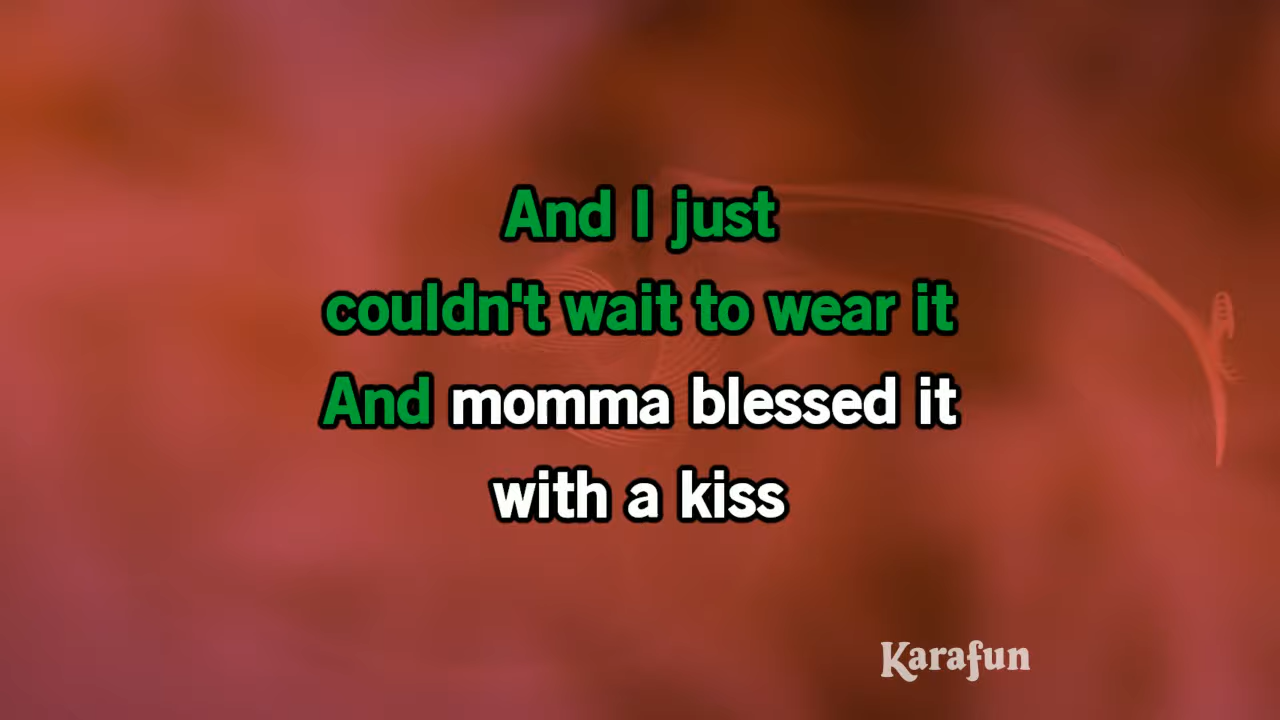 And I just
couldn't wait to wear it
And momma blessed it
with a kiss
Karafun